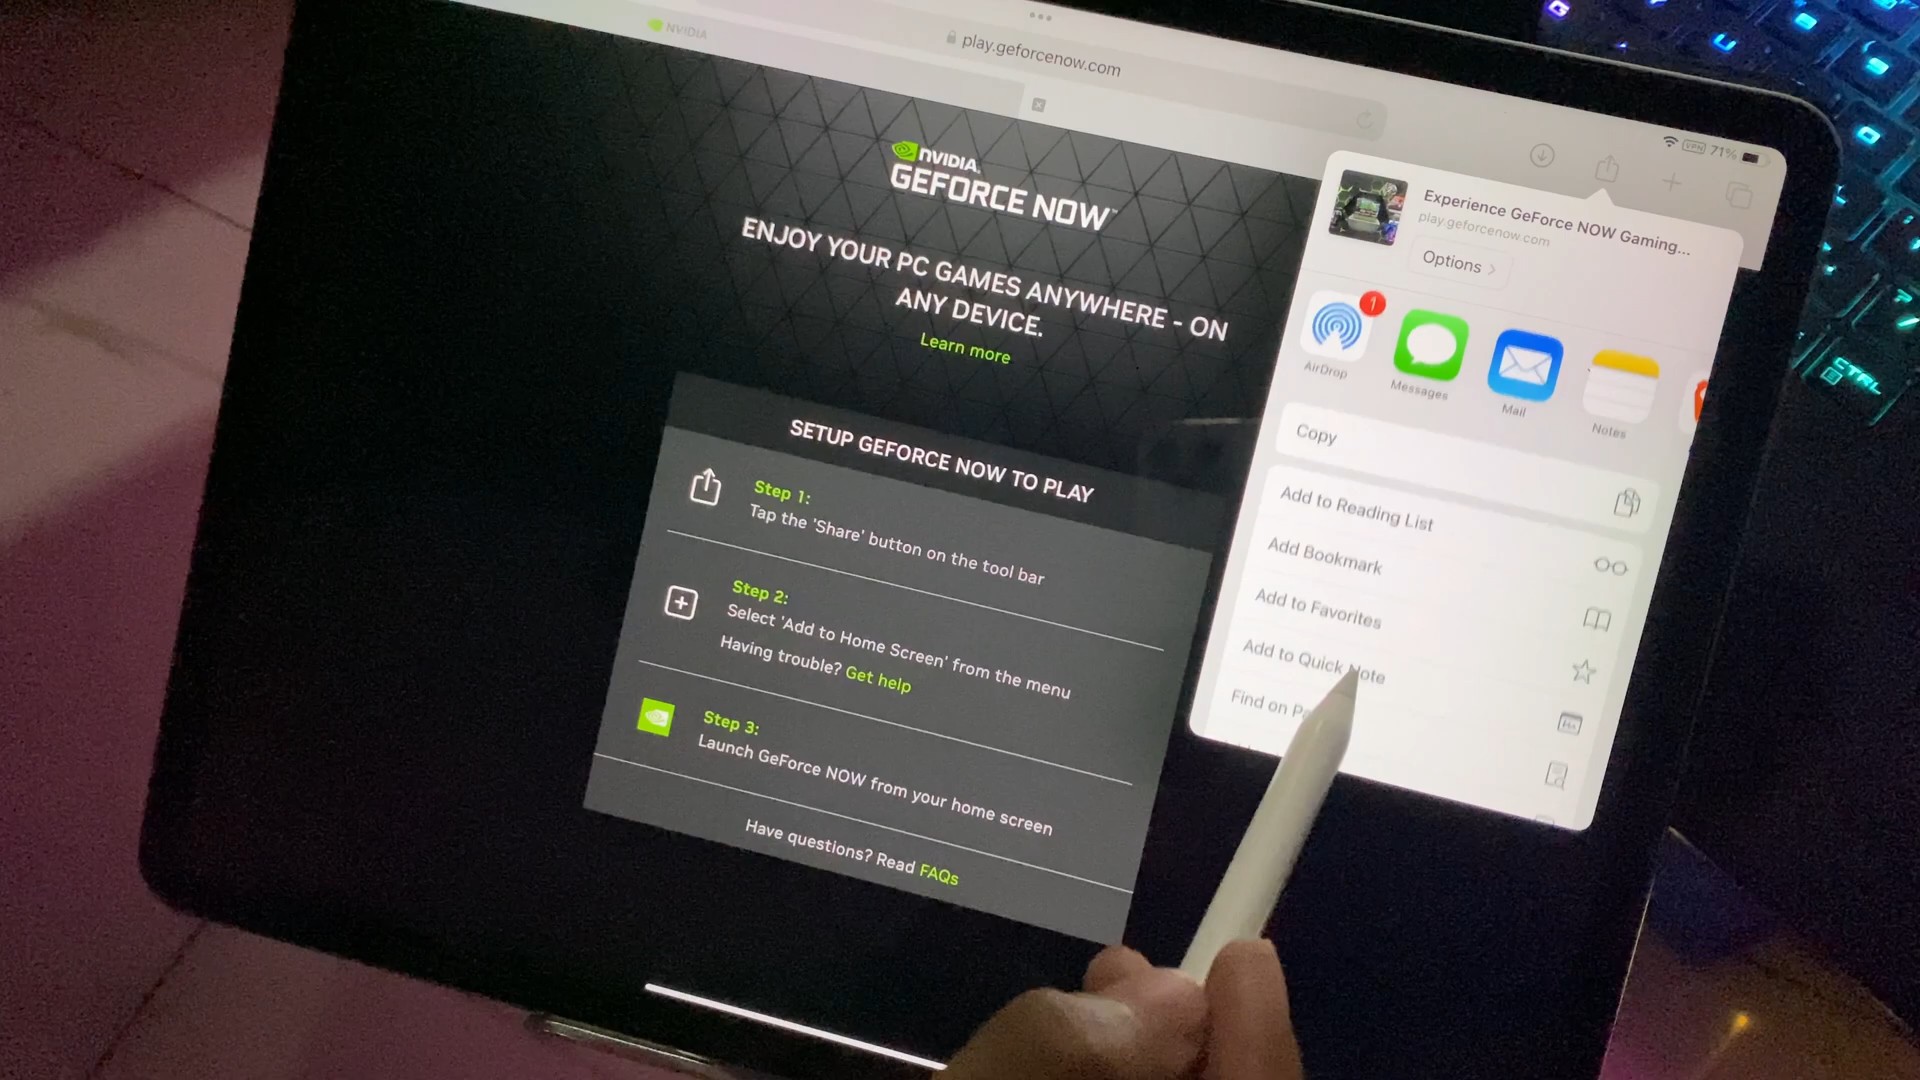 NVIDIA
play.geforcenow.com
VPN 71%
NVIDIA
GEFORCE NOW
ENJOY YOUR PC GAMES ANYWHERE - ON
ANY DEVICE.
Learn more
SETUP GEFORCE NOW TO PLAY
Step 1:
Tap the 'Share' button on the tool bar
Step 2:
Select 'Add to Home Screen' from the menu
Having trouble? Get help
Step 3:
Launch GeForce NOW from your home screen
Have questions? Read FAQs
Experience GeForce NOW Gaming...
play.geforcenow.com
Options
1
AirDrop
Messages
Mail
Notes
Copy
Add to Reading List
Add Bookmark
Add to Favorites
Add to Quick Note
Find on
CTRL